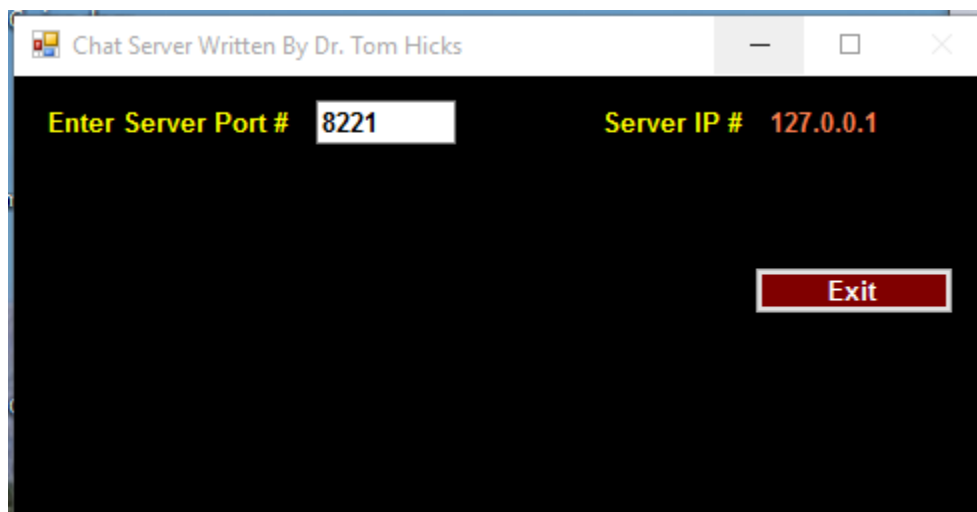 Chat Server Written By Dr. Tom Hicks
Enter Server Port # 8221 Server IP # 127.0.0.1
Exit